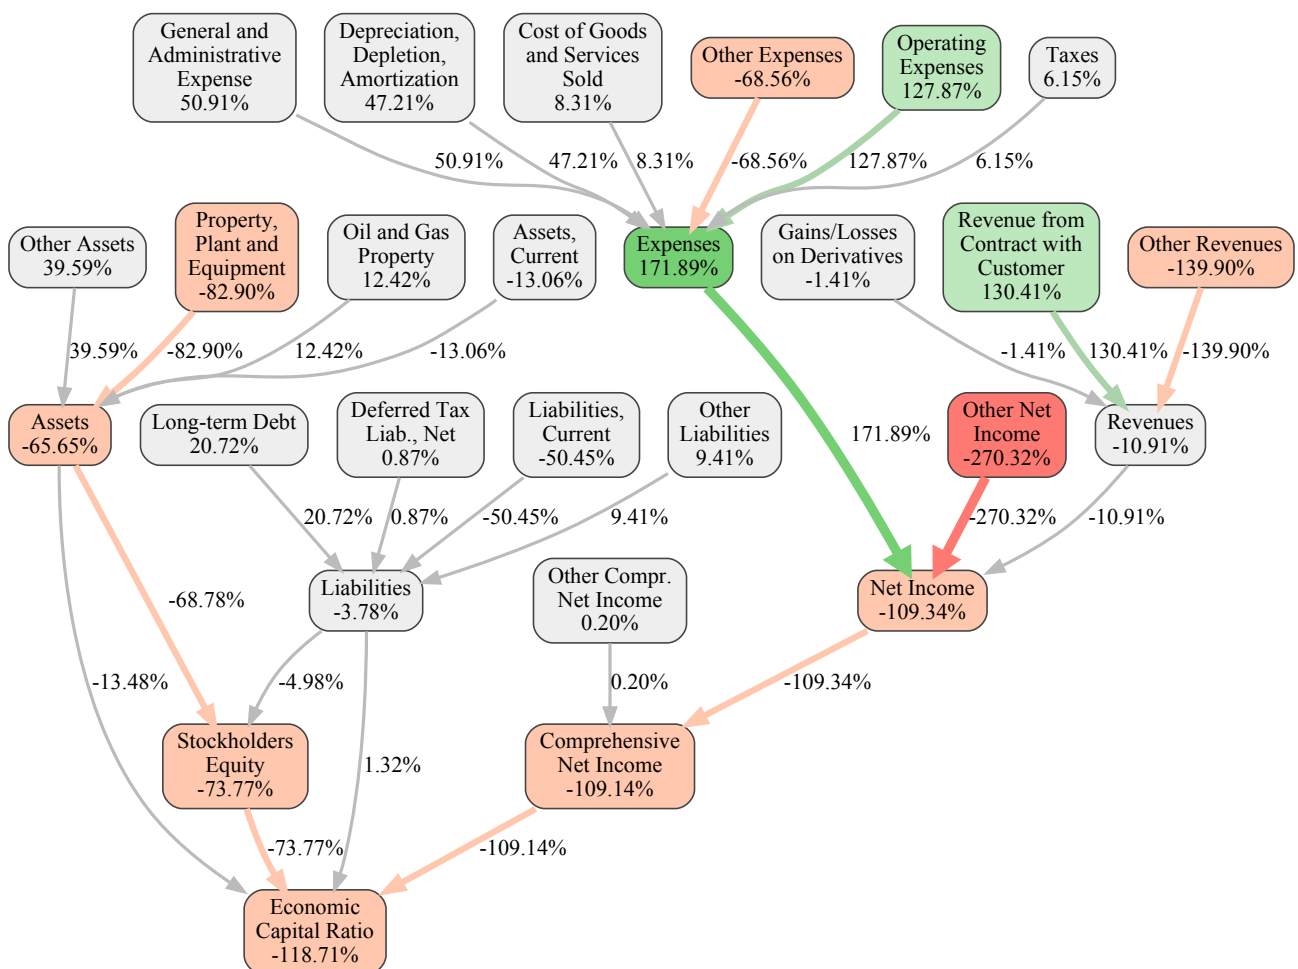 General and
Administrative
Expense
50.91%
Depreciation,
Depletion,
Amortization
47.21%
Cost of Goods
and Services
Sold
8.31%
Other Expenses
-68.56%
Operating
Expenses
127.87%
Taxes
6.15%
50.91%
47.21%
8.31%
-68.56%
127.87%
6.15%
Other Assets
39.59%
Property,
Plant and
Equipment
-82.90%
Oil and Gas
Property
12.42%
Assets,
Current
-13.06%
Expenses
171.89%
Gains/Losses
on Derivatives
-1.41%
Revenue from
Contract with
Customer
130.41%
Other Revenues
-139.90%
39.59%
-82.90%
12.42%
-13.06%
-1.41%
130.41%
-139.90%
Assets
-65.65%
Long-term Debt
20.72%
Deferred Tax
Liab., Net
0.87%
Liabilities,
Current
-50.45%
Other
Liabilities
9.41%
171.89%
Other Net
Income
-270.32%
Revenues
-10.91%
20.72%
0.87%
-50.45%
9.41%
-270.32%
-10.91%
-68.78%
Liabilities
-3.78%
Other Compr.
Net Income
0.20%
Net Income
-109.34%
-13.48%
-4.98%
0.20%
-109.34%
Stockholders
Equity
-73.77%
1.32%
Comprehensive
Net Income
-109.14%
-73.77%
-109.14%
Economic
Capital Ratio
-118.71%